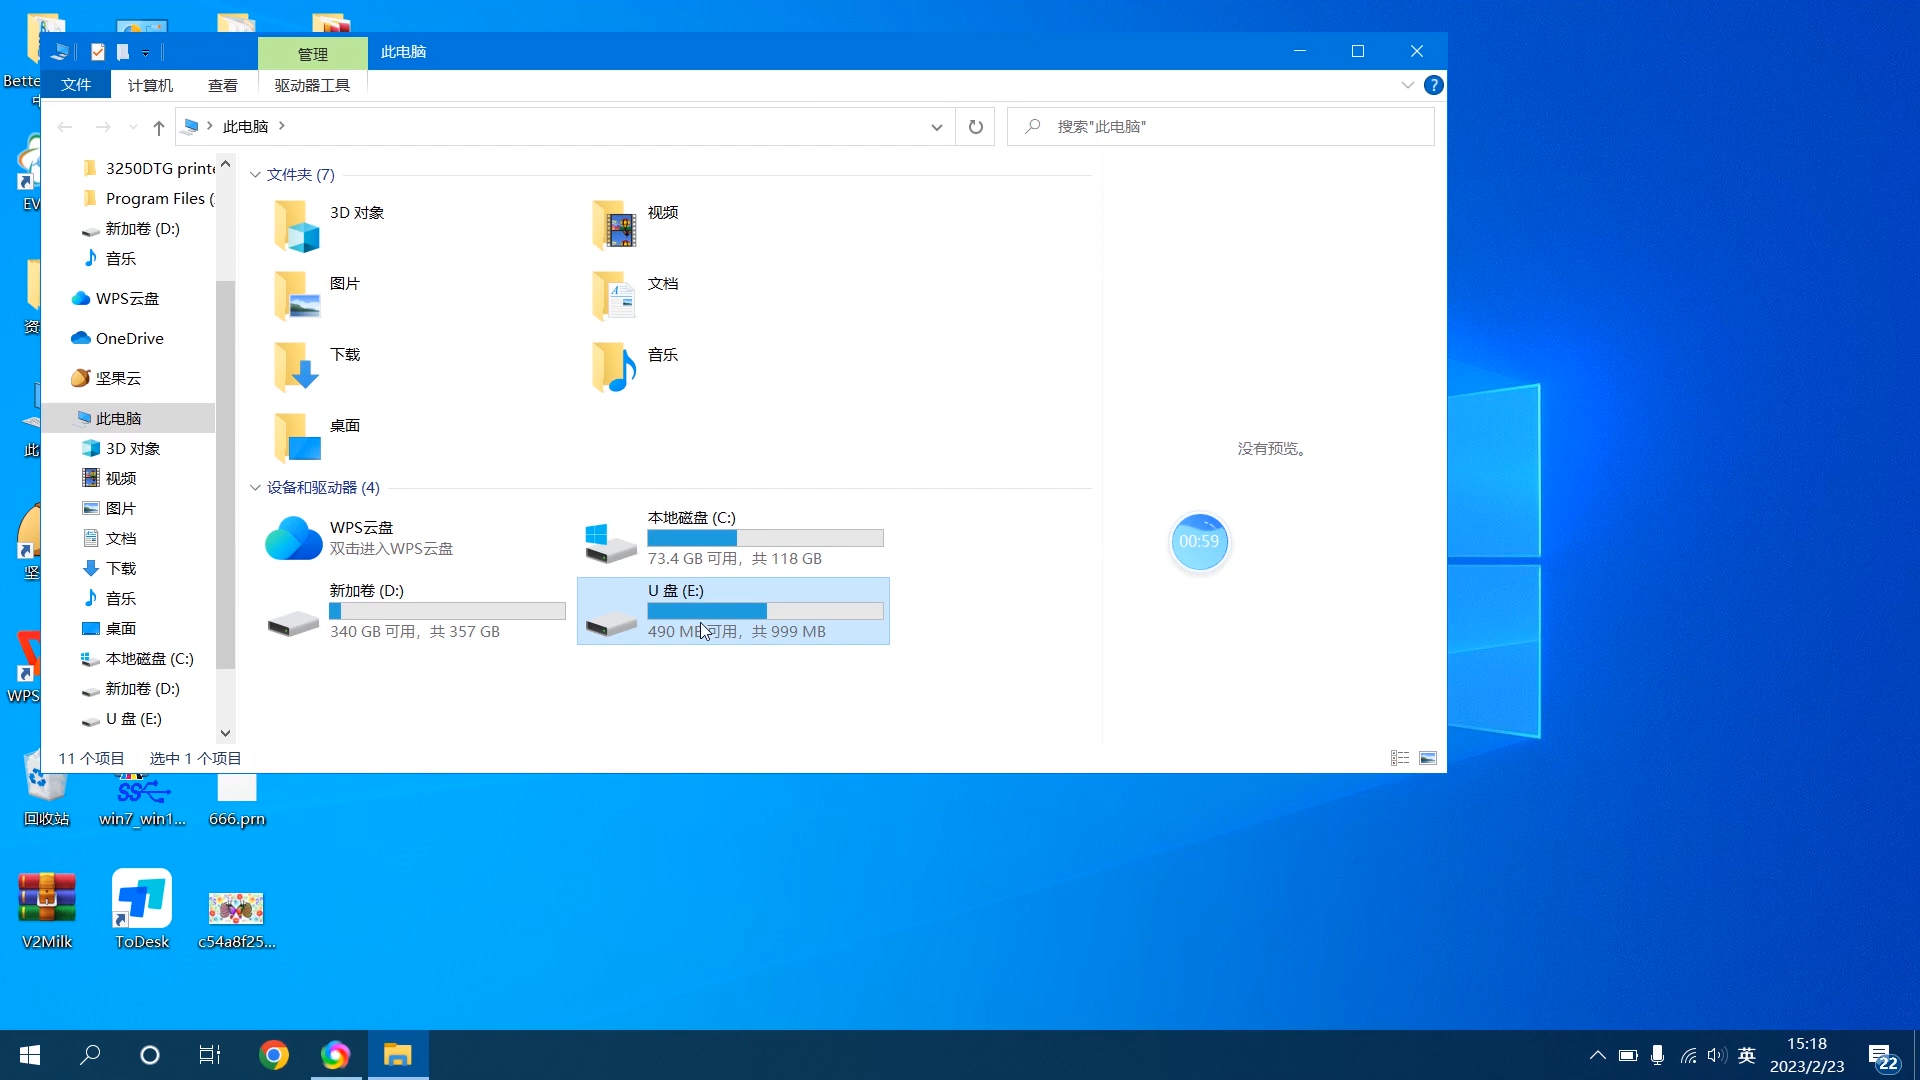 管理
此电脑
文件
计算机
查看
驱动器工具
此电脑
搜索"此电脑"
3250DTG printe
Program Files (
新加卷 (D:)
音乐
WPS云盘
OneDrive
坚果云
此电脑
3D 对象
视频
图片
文档
下载
音乐
桌面
本地磁盘 (C:)
新加卷 (D:)
U 盘 (E:)
文件夹 (7)
3D 对象
视频
图片
文档
下载
音乐
桌面
设备和驱动器 (4)
WPS云盘
双击进入WPS云盘
本地磁盘 (C:)
73.4 GB 可用，共 118 GB
新加卷 (D:)
340 GB 可用，共 357 GB
U 盘 (E:)
490 MB 可用，共 999 MB
没有预览。
00:59
11 个项目
选中 1 个项目
Bette
EV
资
此
坚
WPS
回收站
win7_win1...
666.prn
V2Milk
ToDesk
c54a8f25...
英
15:18
2023/2/23
22